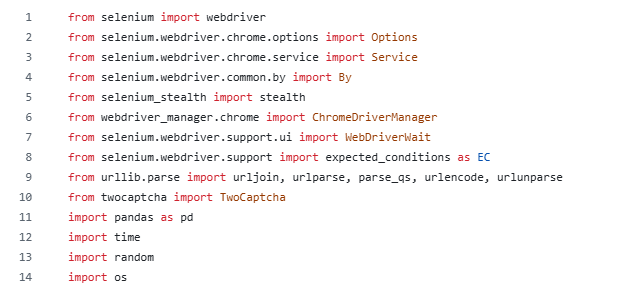 1 from selenium import webdriver
2 from selenium.webdriver.chrome.options import Options
3 from selenium.webdriver.chrome.service import Service
4 from selenium.webdriver.common.by import By
5 from selenium_stealth import stealth
6 from webdriver_manager.chrome import ChromeDriverManager
7 from selenium.webdriver.support.ui import WebDriverWait
8 from selenium.webdriver.support import expected_conditions as EC
9 from urllib.parse import urljoin, urlparse, parse_qs, urlencode, urlunparse
10 from twocaptcha import TwoCaptcha
11 import pandas as pd
12 import time
13 import random
14 import os